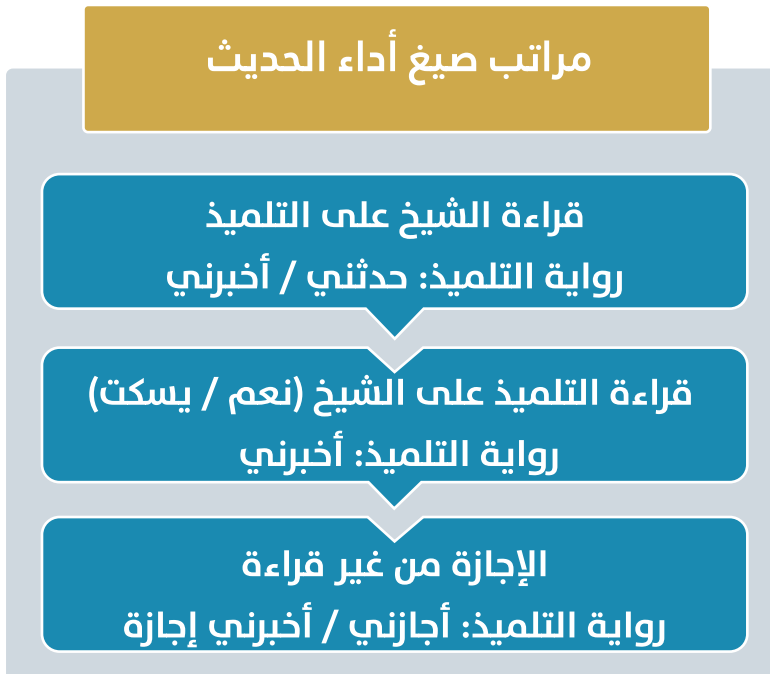 مراتب صيغ أداء الحديث
قراءة الشيخ على التلميذ
رواية التلميذ: حدثني / أخبرني
قراءة التلميذ على الشيخ (نعم / يسكت)
رواية التلميذ: أخبرني
الإجازة من غير قراءة
رواية التلميذ: أجازني / أخبرني إجازة